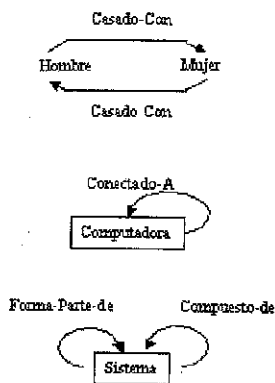 Casado-Con
Hombre Mujer
Casado Con
Conectado-A
Computadora
Forma-Parte-de Compuesto-de
Sistema